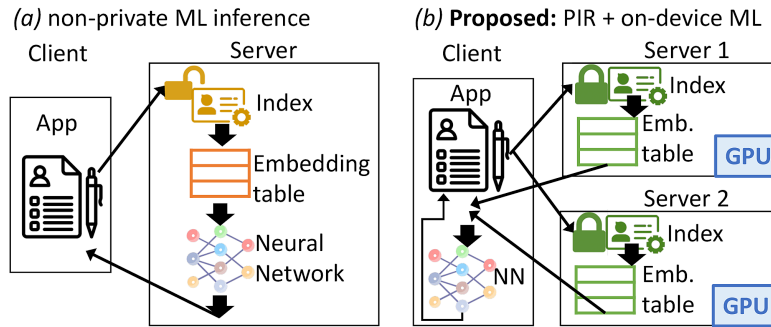 (a) non-private ML inference
Client
Server
App
Index
Embedding
table
Neural
Network
(b) Proposed: PIR + on-device ML
Client
Server 1
App
Index
Emb.
table
GPU
Server 2
Index
Emb.
table
GPU
NN